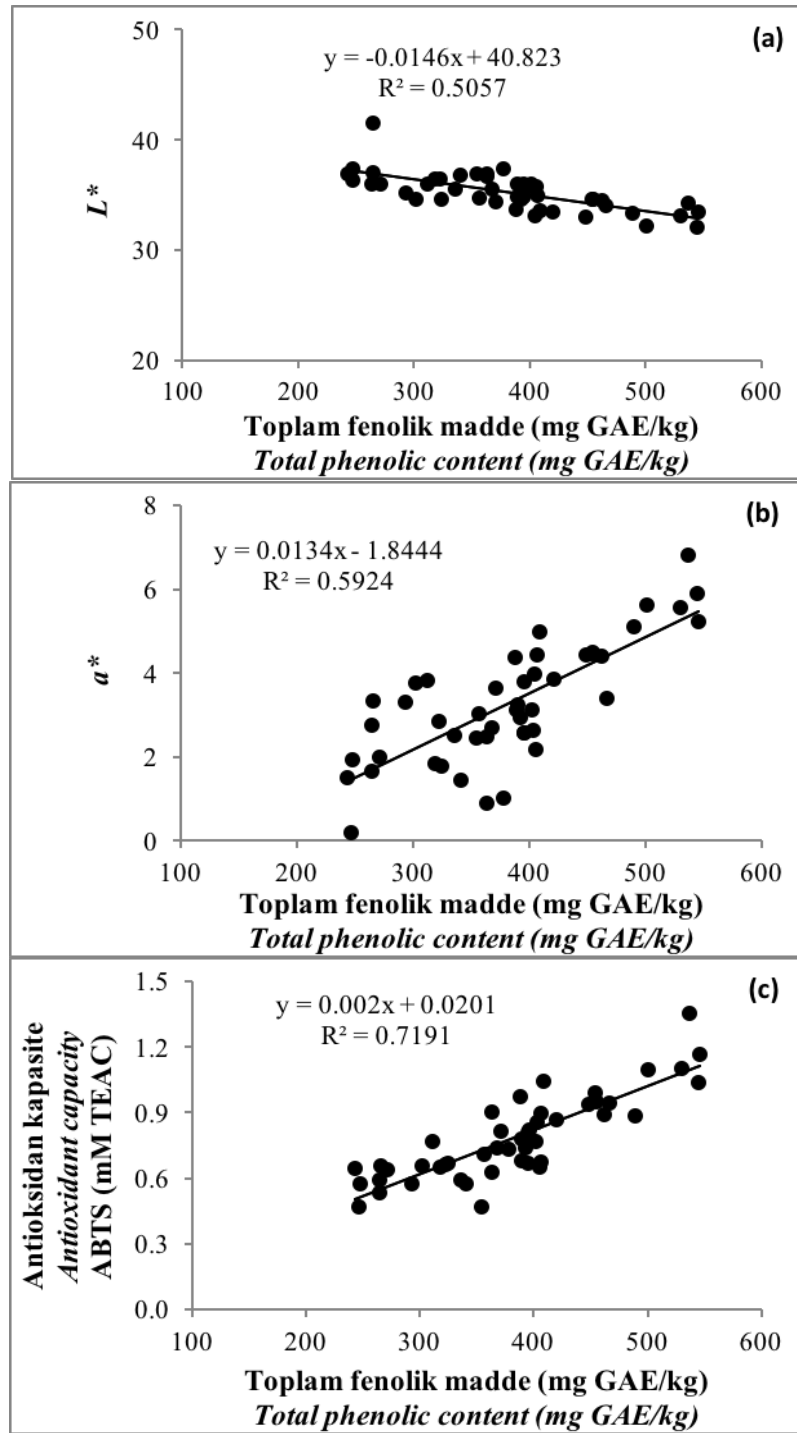 (a)
y = -0.0146x + 40.823
R² = 0.5057
50
40
30
20
L*
100 200 300 400 500 600
Toplam fenolik madde (mg GAE/kg)
Total phenolic content (mg GAE/kg)
(b)
y = 0.0134x - 1.8444
R² = 0.5924
8
6
4
2
0
a*
100 200 300 400 500 600
Toplam fenolik madde (mg GAE/kg)
Total phenolic content (mg GAE/kg)
(c)
y = 0.002x + 0.0201
R² = 0.7191
1.5
1.2
0.9
0.6
0.3
0.0
Antioksidan kapasite
Antioxidant capacity
ABTS (mM TEAC)
100 200 300 400 500 600
Toplam fenolik madde (mg GAE/kg)
Total phenolic content (mg GAE/kg)